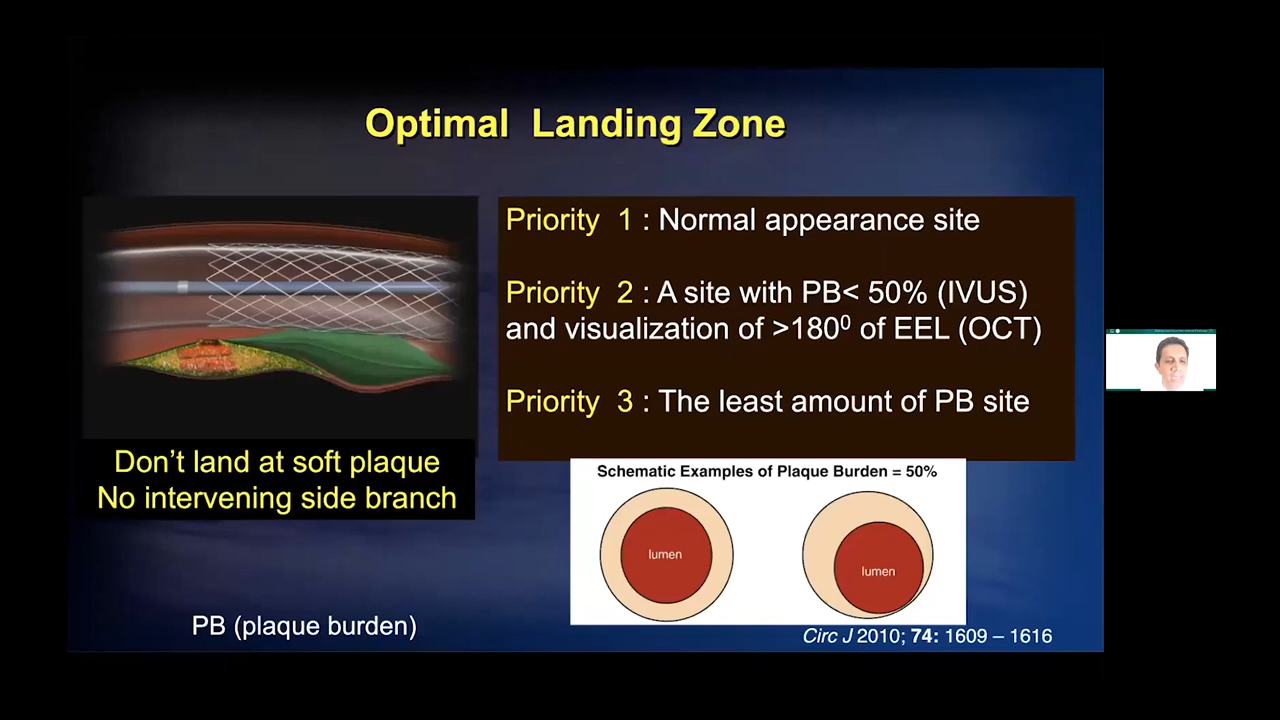 Optimal Landing Zone
Priority 1 : Normal appearance site
Priority 2 : A site with PB< 50% (IVUS)
and visualization of >180⁰ of EEL (OCT)
Priority 3 : The least amount of PB site
Don't land at soft plaque
No intervening side branch
Schematic Examples of Plaque Burden = 50%
lumen
lumen
PB (plaque burden)
Circ J 2010; 74: 1609 – 1616